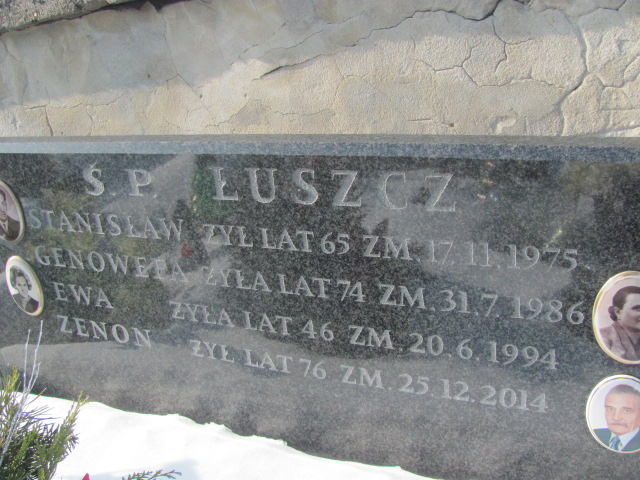 Ś P ŁUSZCZ
STANISŁAW ŻYŁ LAT 65 ZM. 17.11.1975
GENOWEFA ŻYŁA LAT 74 ZM. 31.7.1986
EWA ŻYŁA LAT 46 ZM. 20.6.1994
ZENON ŻYŁ LAT 76 ZM. 25.12.2014